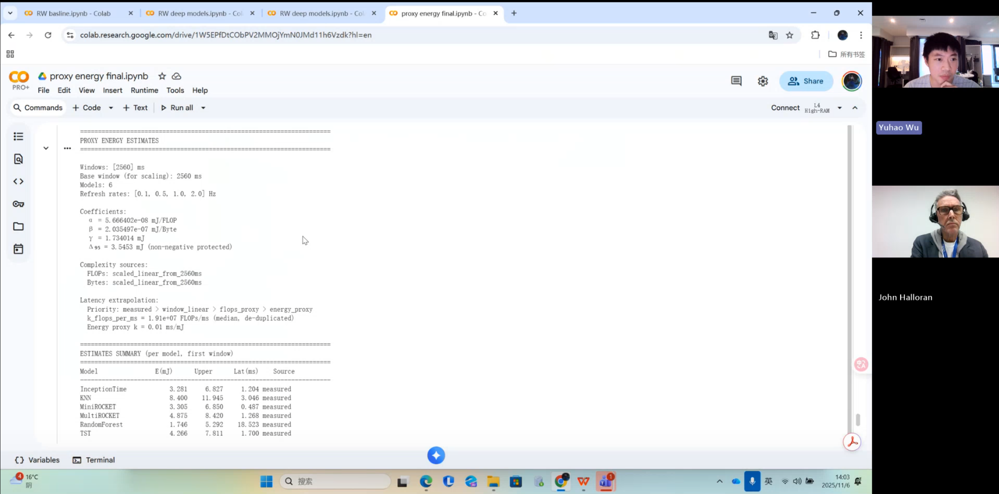 RW basline.ipynb - Colab
RW deep models.ipynb - Col
RW deep models.ipynb - Col
proxy energy final.ipynb - Co
colab.research.google.com/drive/1W5EPfDtCObPV2MMOjYmN0JMd11h6Vzdk?hl=en
所有书签
CO
PRO+
proxy energy final.ipynb
File Edit View Insert Runtime Tools Help
Share
Commands + Code + Text Run all
Connect L4 High-RAM
======================================================================
PROXY ENERGY ESTIMATES
======================================================================
Windows: [2560] ms
Base window (for scaling): 2560 ms
Models: 6
Refresh rates: [0.1, 0.5, 1.0, 2.0] Hz
Coefficients:
α = 5.666402e-08 mJ/FLOP
β = 2.035497e-07 mJ/Byte
γ = 1.734014 mJ
Δ₉₅ = 3.5453 mJ (non-negative protected)
Complexity sources:
FLOPs: scaled_linear_from_2560ms
Bytes: scaled_linear_from_2560ms
Latency extrapolation:
Priority: measured > window_linear > flops_proxy > energy_proxy
k_flops_per_ms = 1.91e+07 FLOPs/ms (median, de-duplicated)
Energy proxy k = 0.01 ms/mJ
======================================================================
ESTIMATES SUMMARY (per model, first window)
======================================================================
Model E(mJ) Upper Lat(ms) Source
----------------------------------------------------------------------
InceptionTime 3.281 6.827 1.204 measured
KNN 8.400 11.945 3.046 measured
MiniROCKET 3.305 6.850 0.487 measured
MultiROCKET 4.875 8.420 1.268 measured
RandomForest 1.746 5.292 18.523 measured
TST 4.266 7.811 1.700 measured
Variables Terminal
4
16°C
阴
搜索
1
英
14:03
2025/11/6
Yuhao Wu
John Halloran